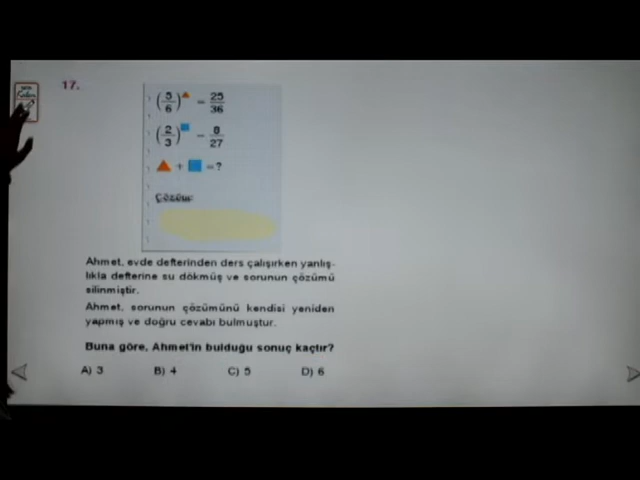 17.
(5/6)^▲ = 25/36
(2/3)^■ = 8/27
▲ + ■ = ?
Çözüm:
Ahmet, evde defterinden ders çalışırken yanlış-
lıkla defterine su dökmüş ve sorunun çözümü
silinmiştir.
Ahmet, sorunun çözümünü kendisi yeniden
yapmış ve doğru cevabı bulmuştur.
Buna göre, Ahmet'in bulduğu sonuç kaçtır?
A) 3 B) 4 C) 5 D) 6